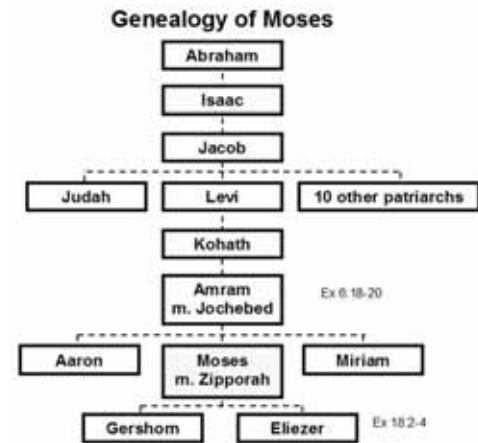 Genealogy of Moses
Abraham
Isaac
Jacob
Judah
Levi
10 other patriarchs
Kohath
Amram
m. Jochebed
Ex 6:18-20
Aaron
Moses
m. Zipporah
Miriam
Gershom
Eliezer
Ex 18:2-4